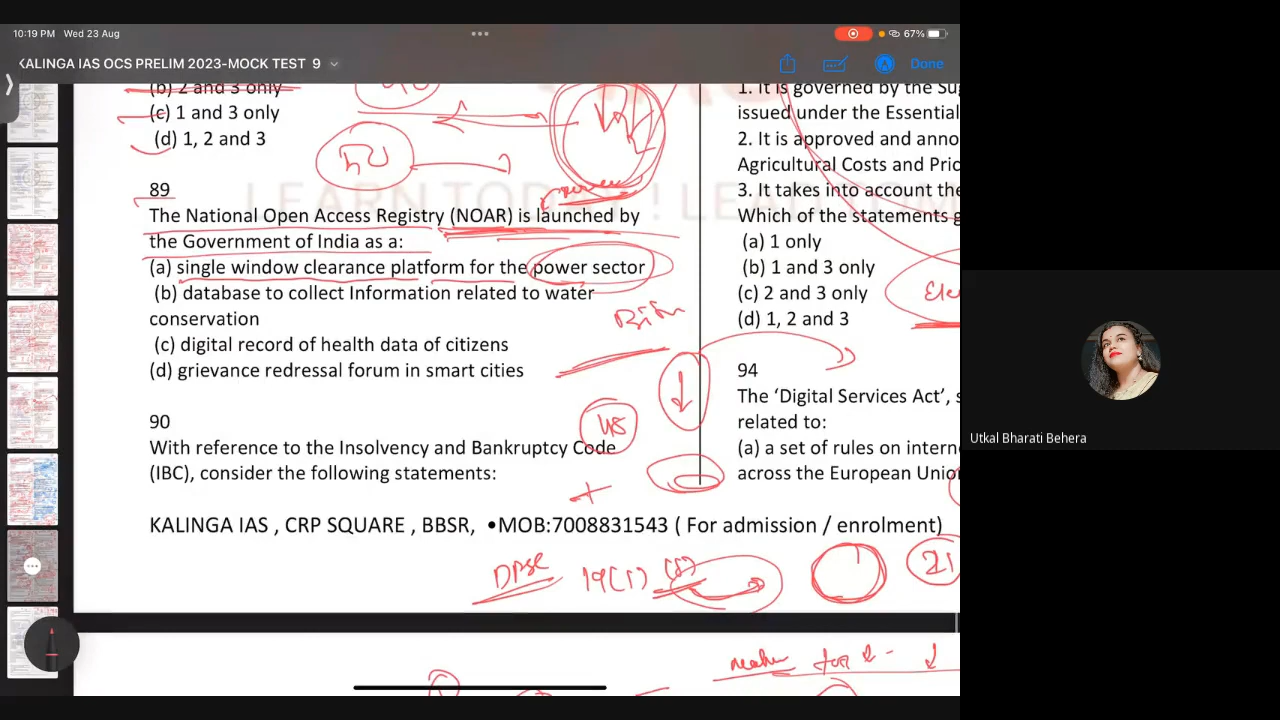 10:19 PM Wed 23 Aug
67%
KALINGA IAS OCS PRELIM 2023-MOCK TEST 9
Done
(b) 2 and 3 only
(c) 1 and 3 only
(d) 1, 2 and 3
89
The National Open Access Registry (NOAR) is launched by
the Government of India as a:
(a) single window clearance platform for the power sector
(b) database to collect Information related to water
conservation
(c) digital record of health data of citizens
(d) grievance redressal forum in smart cities
90
With reference to the Insolvency and Bankruptcy Code
(IBC), consider the following statements:
1. It is governed by the Su
issued under the Essential
2. It is approved and anno
Agricultural Costs and Pric
3. It takes into account the
Which of the statements g
(a) 1 only
(b) 1 and 3 only
(c) 2 and 3 only
(d) 1, 2 and 3
94
The ‘Digital Services Act’, s
related to:
(a) a set of rules on intern
across the European Union
KALINGA IAS , CRP SQUARE , BBSR, •MOB:7008831543 ( For admission / enrolment)
48
Ele
DPSE 19(1)
21
Utkal Bharati Behera